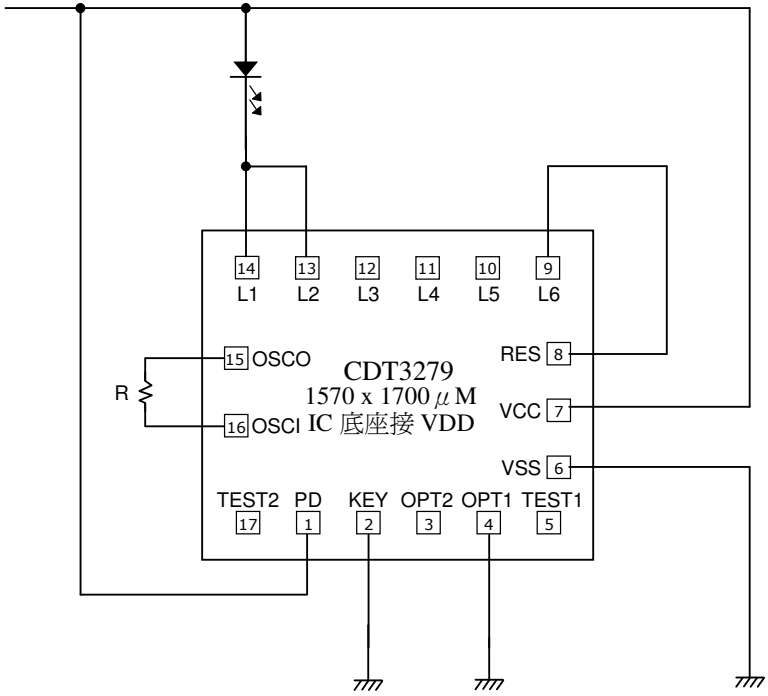 14 13 12 11 10 9
L1 L2 L3 L4 L5 L6
RES 8
15 OSCO
CDT3279
R
1570 x 1700 μM
VCC 7
16 OSCI
IC 底座接 VDD
VSS 6
TEST2 PD KEY OPT2 OPT1 TEST1
17 1 2 3 4 5